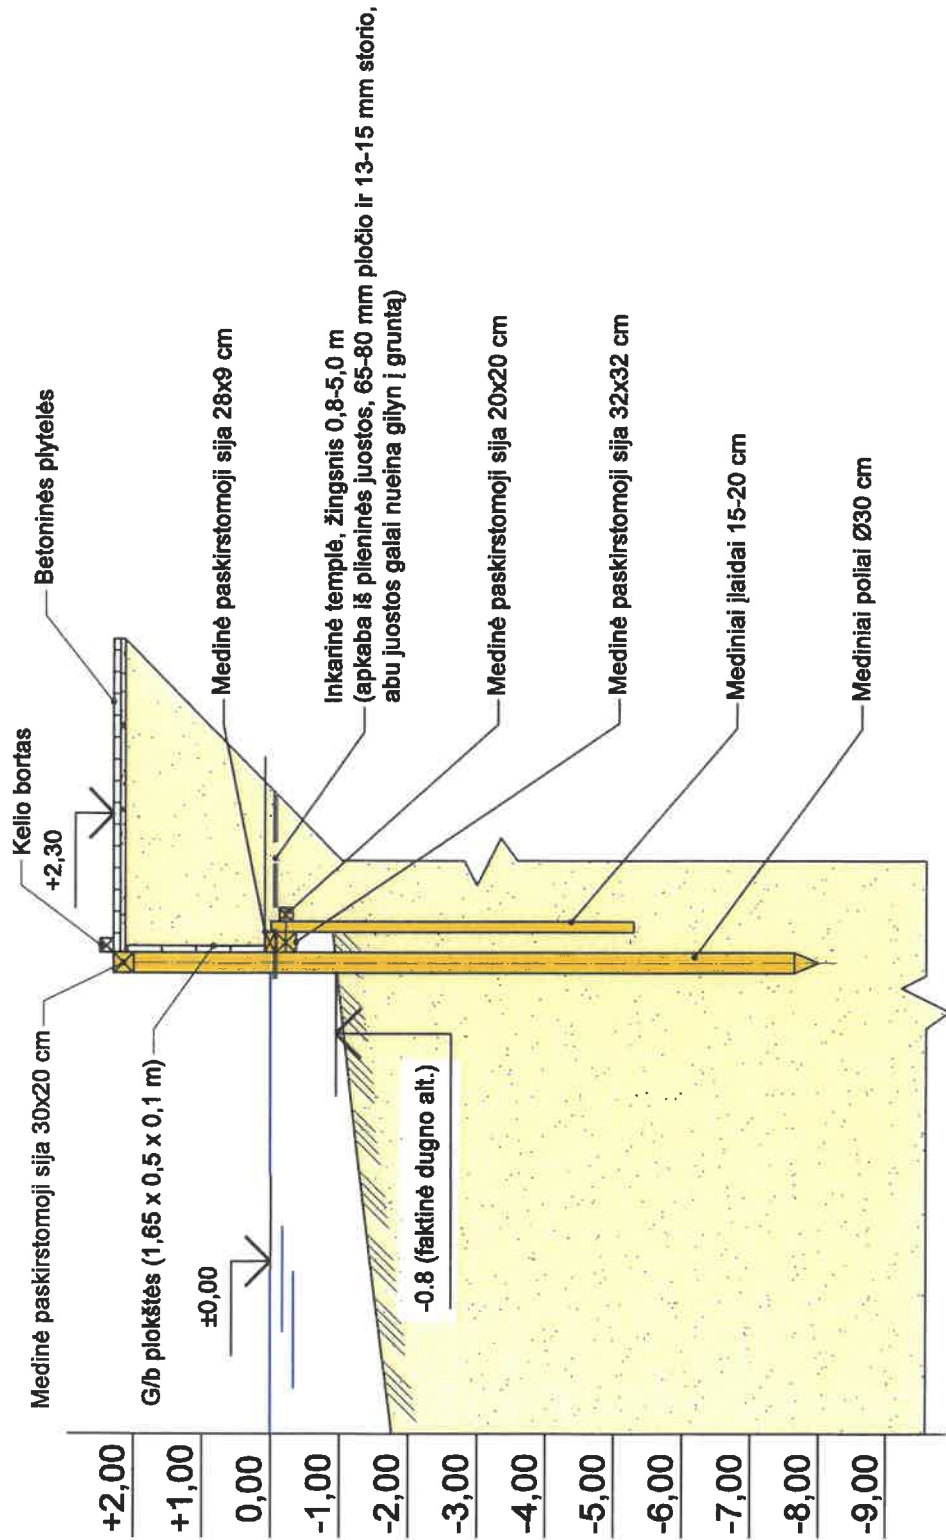 Medinė paskirstomoji sija 30x20 cm
Kelio bortas
+2,30
Betoninės plytelės
G/b plokštės (1,65 x 0,5 x 0,1 m)
±0,00
-0.8 (faktinė dugno alt.)
Medinė paskirstomoji sija 28x9 cm
Inkarinė templė, žingsnis 0,8-5,0 m
(apkaba iš plieninės juostos, 65-80 mm pločio ir 13-15 mm storio,
abu juostos galai nueina gilyn į gruntą)
Medinė paskirstomoji sija 20x20 cm
Medinė paskirstomoji sija 32x32 cm
Mediniai įlaidai 15-20 cm
Mediniai poliai Ø30 cm
+2,00
+1,00
0,00
-1,00
-2,00
-3,00
-4,00
-5,00
-6,00
-7,00
-8,00
-9,00